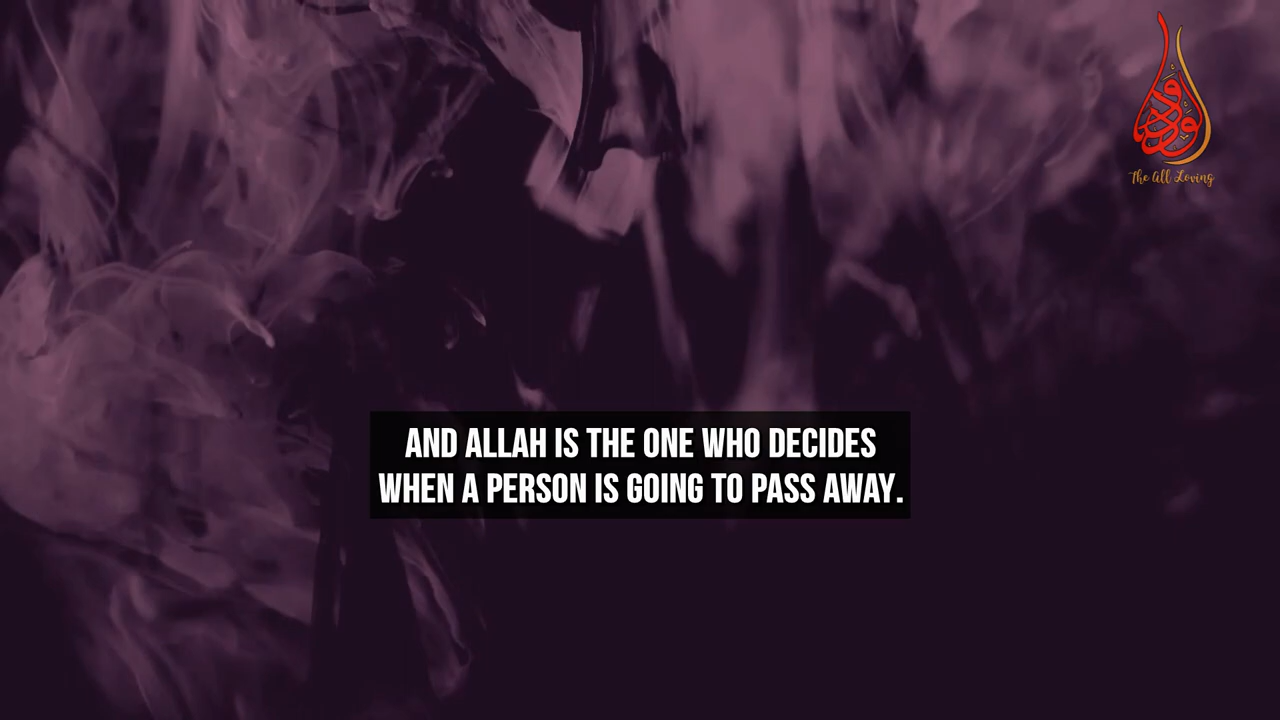 The All Loving
AND ALLAH IS THE ONE WHO DECIDES
WHEN A PERSON IS GOING TO PASS AWAY.